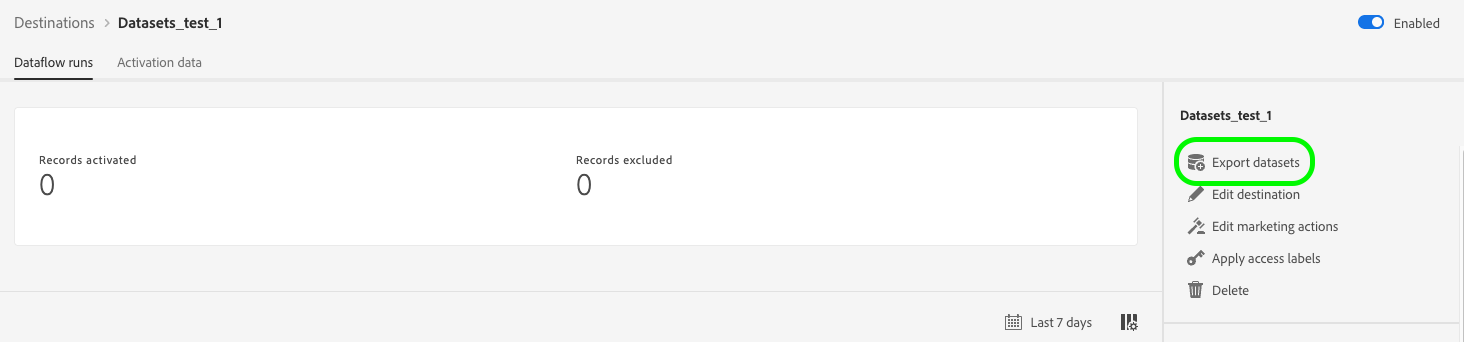 Destinations > Datasets_test_1
Enabled
Dataflow runs Activation data
Records activated
0
Records excluded
0
Last 7 days
Datasets_test_1
Export datasets
Edit destination
Edit marketing actions
Apply access labels
Delete